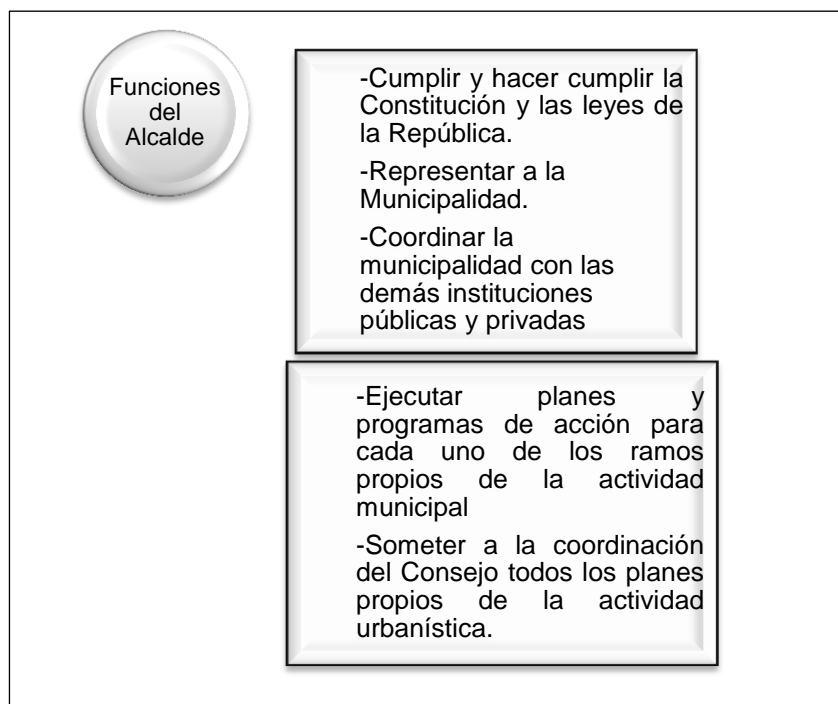 Funciones
del
Alcalde
-Cumplir y hacer cumplir la
Constitución y las leyes de
la República.
-Representar a la
Municipalidad.
-Coordinar la
municipalidad con las
demás instituciones
públicas y privadas
-Ejecutar planes y
programas de acción para
cada uno de los ramos
propios de la actividad
municipal
-Someter a la coordinación
del Consejo todos los planes
propios de la actividad
urbanística.